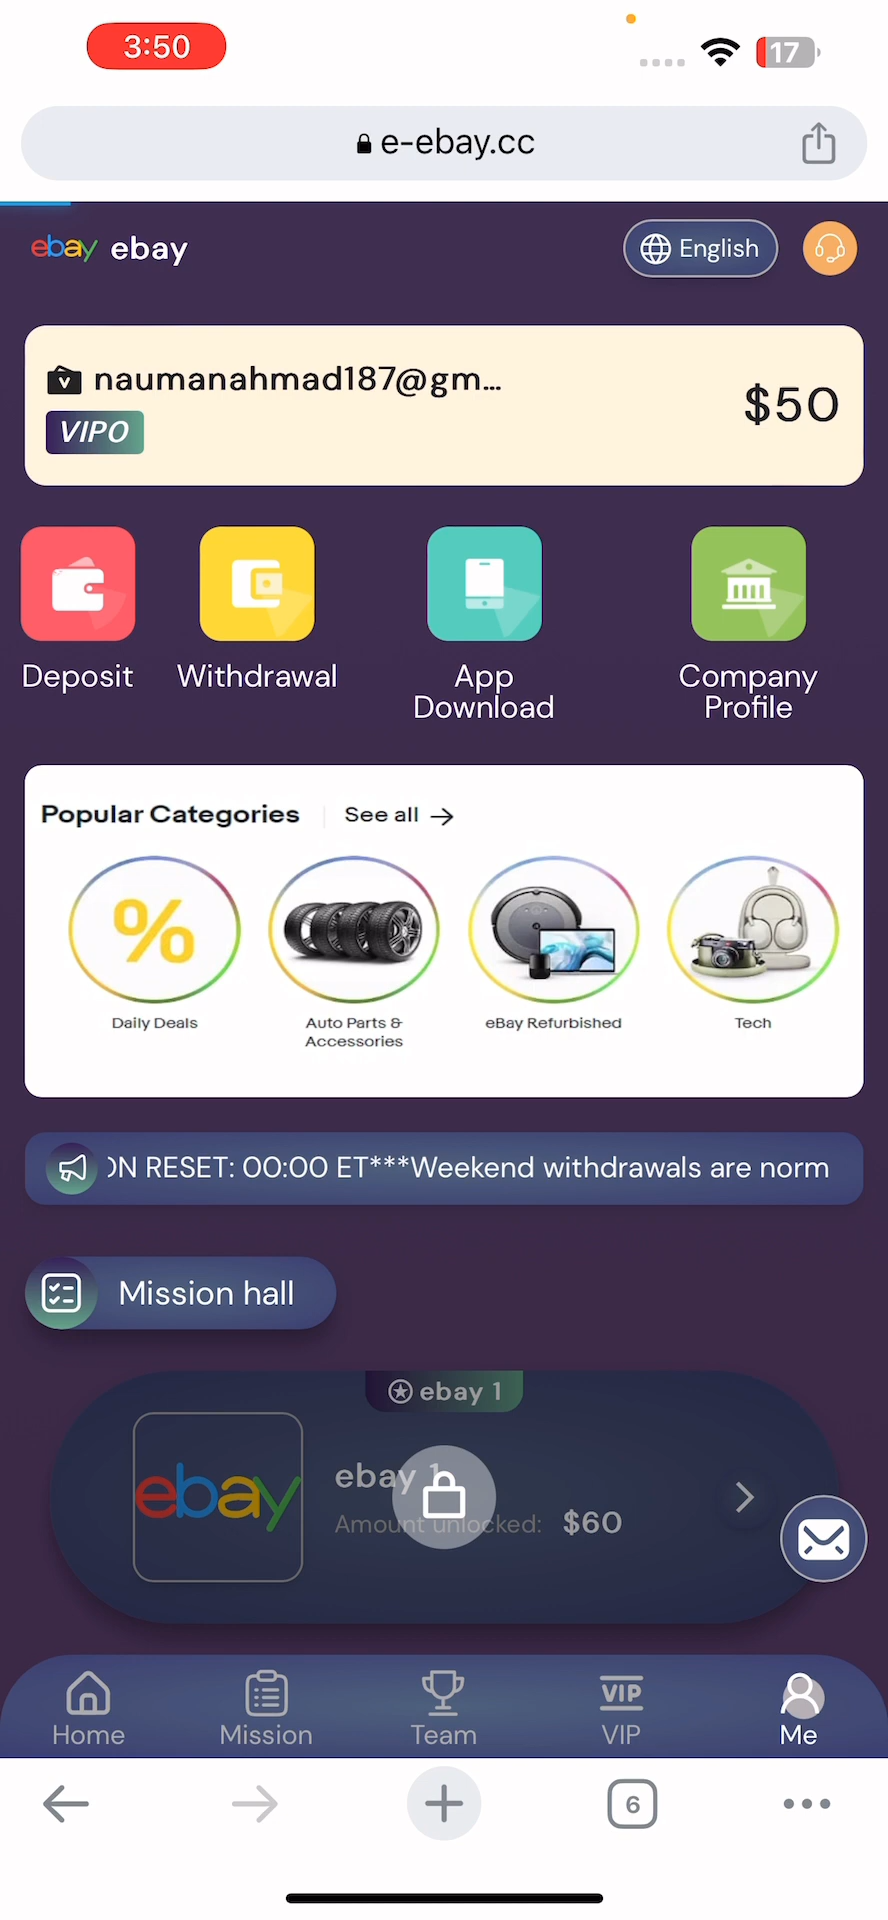 3:50
17
e-ebay.cc
ebay ebay
English
naumanahmad187@gm...
$50
VIP0
Deposit
Withdrawal
App
Download
Company
Profile
Popular Categories
See all →
%
Daily Deals
Auto Parts &
Accessories
eBay Refurbished
Tech
ON RESET: 00:00 ET***Weekend withdrawals are norm
Mission hall
ebay 1
ebay
ebay 1
Amount unlocked: $60
VIP
Home
Mission
Team
VIP
Me
6